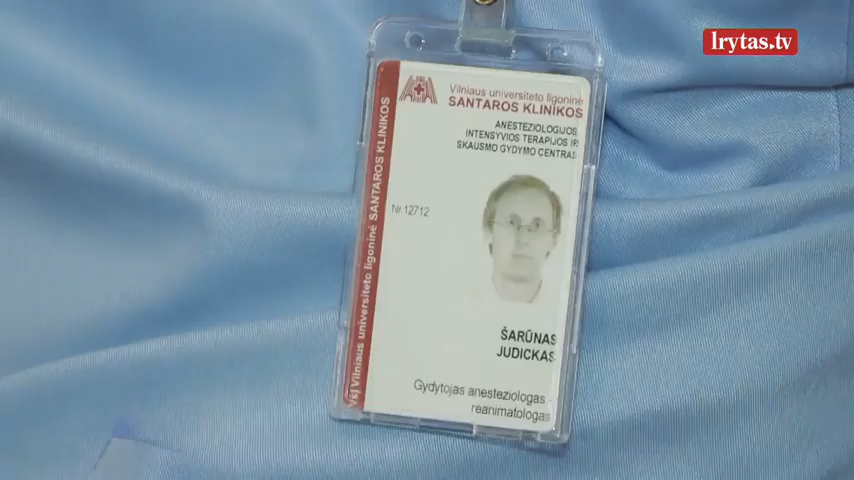 lrytas.tv
Vilniaus universiteto ligoninė
SANTAROS KLINIKOS
ANESTEZIOLOGIJOS,
INTENSYVIOS TERAPIJOS IR
SKAUSMO GYDYMO CENTRAS
Nr 12712
VšĮ Vilniaus universiteto ligoninė SANTAROS KLINIKOS
ŠARŪNAS
JUDICKAS
Gydytojas anesteziologas -
reanimatologas